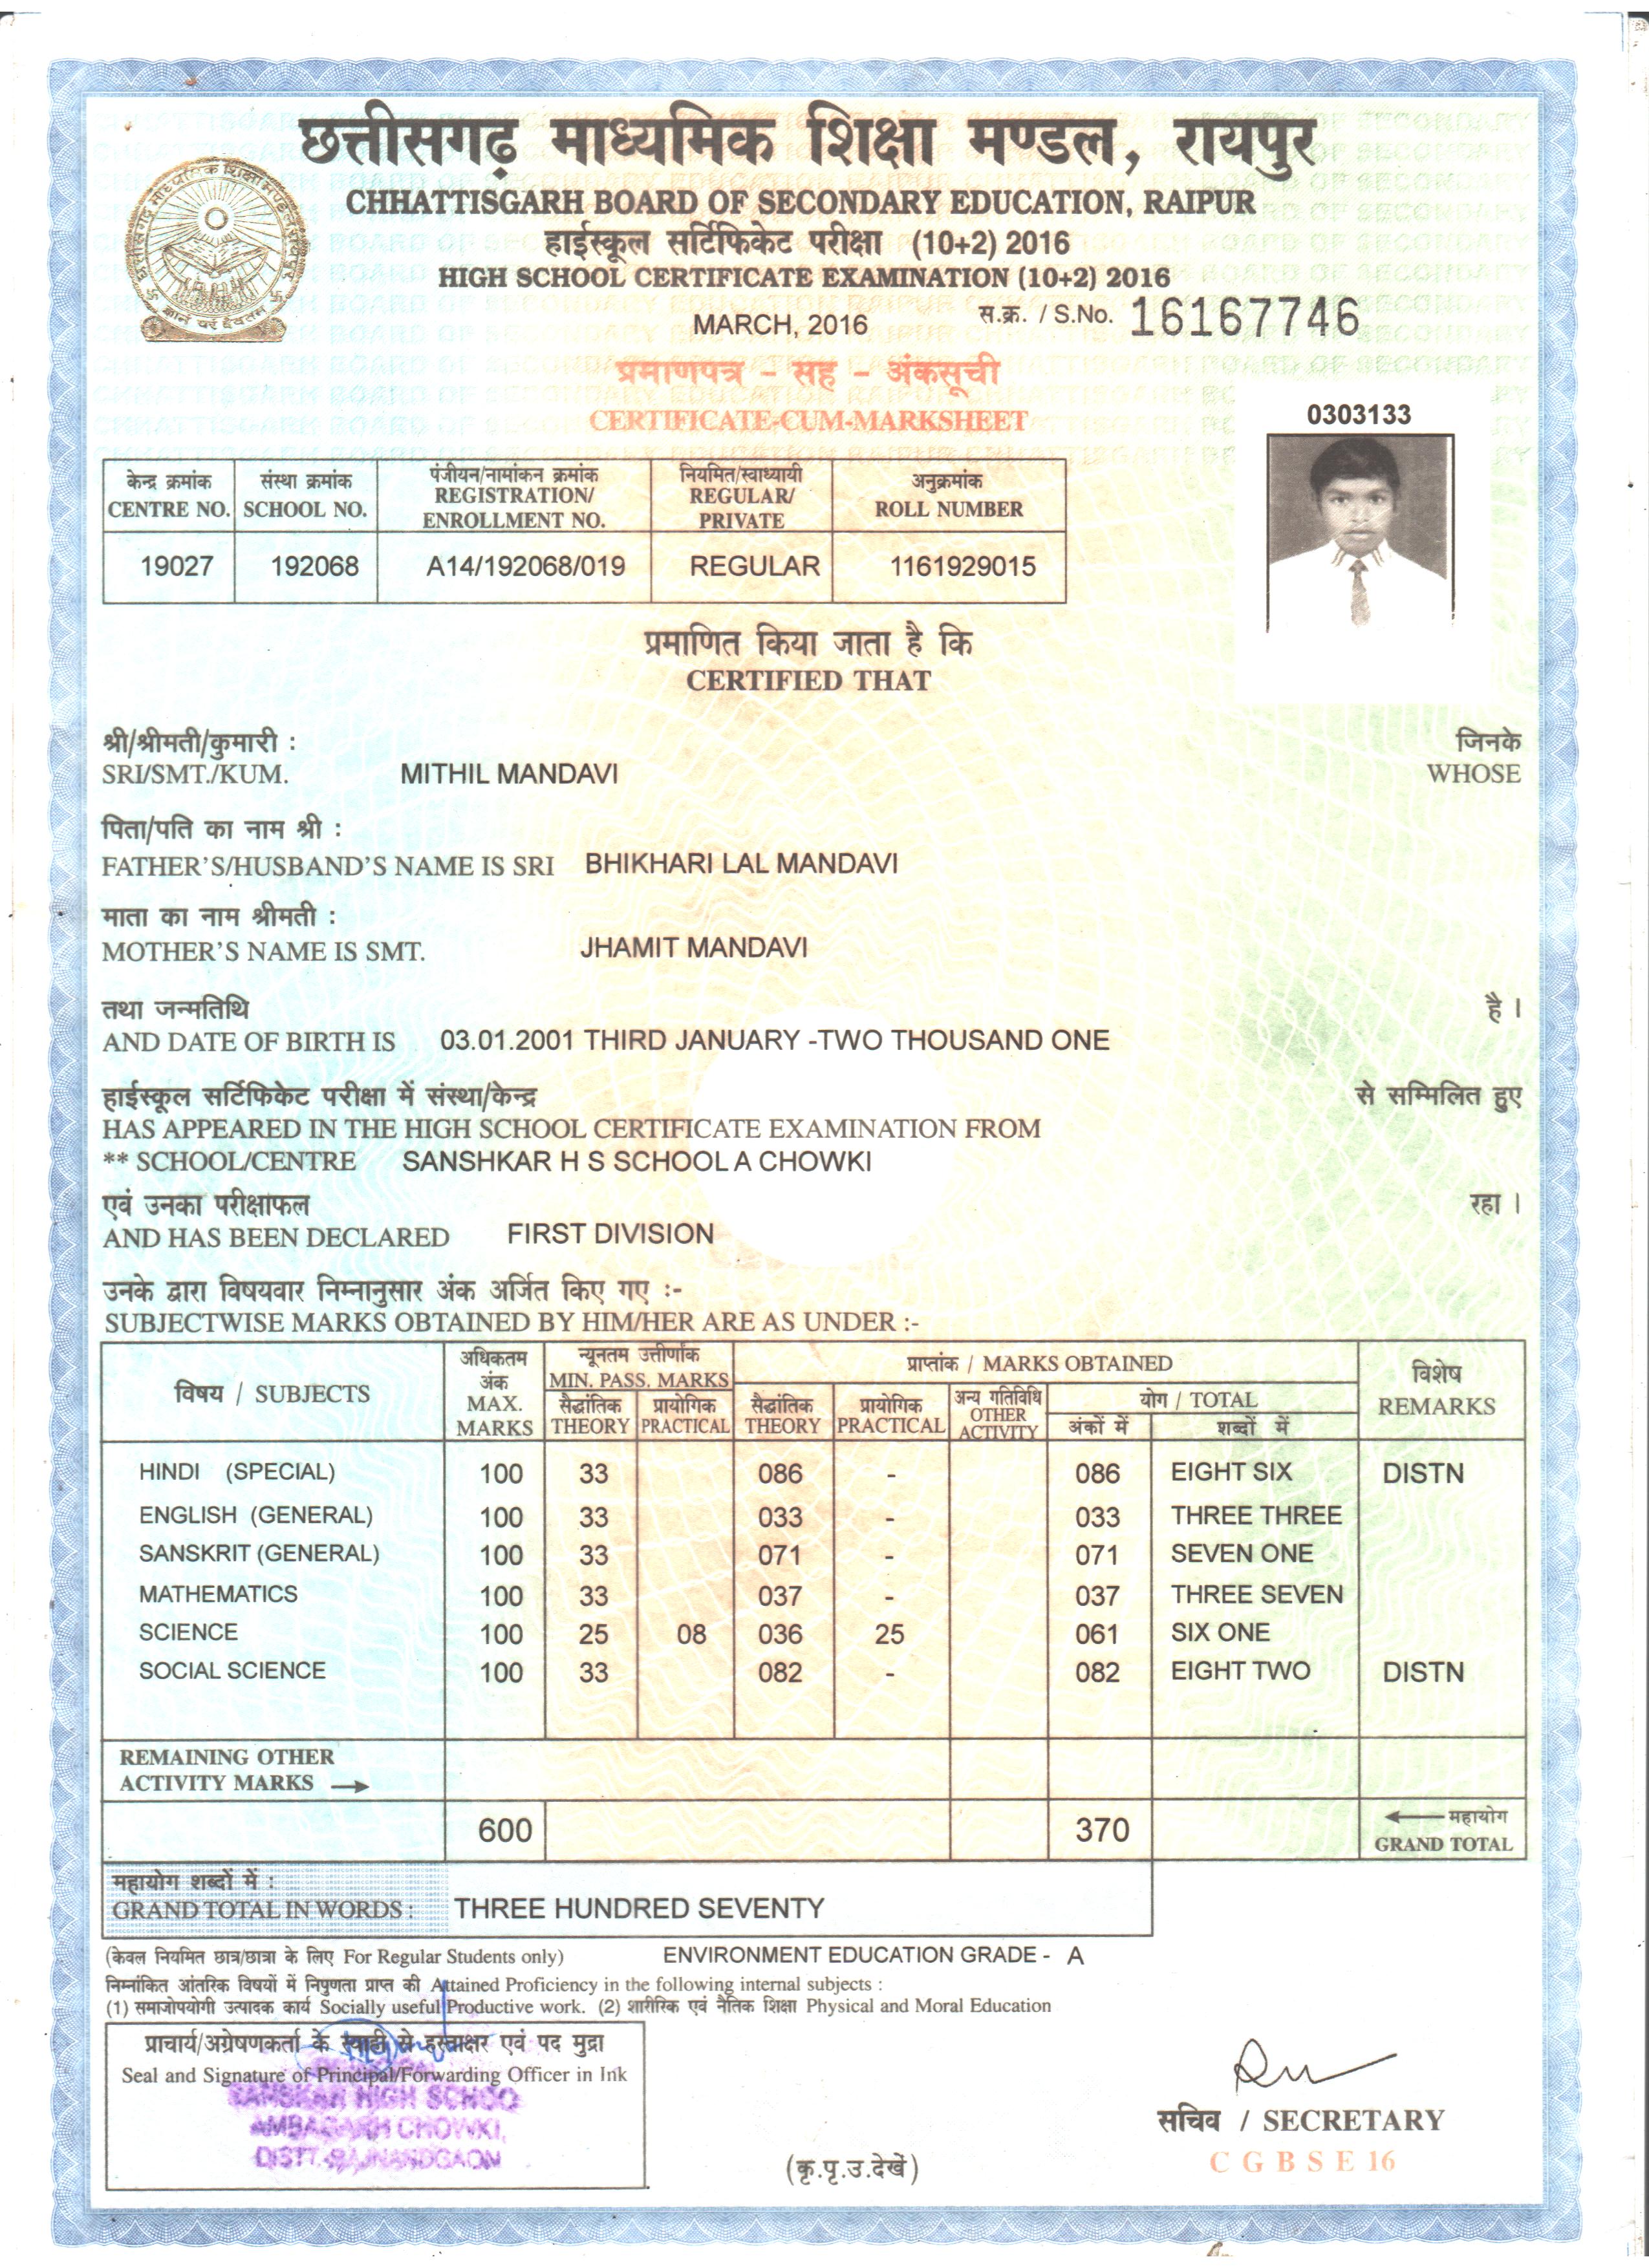 छत्तीसगढ़ माध्यमिक शिक्षा मण्डल, रायपुर
CHHATTISGARH BOARD OF SECONDARY EDUCATION, RAIPUR
हाईस्कूल सर्टिफिकेट परीक्षा (10+2) 2016
HIGH SCHOOL CERTIFICATE EXAMINATION (10+2) 2016
MARCH, 2016 स.क्र. / S.No. 16167746
प्रमाणपत्र – सह – अंकसूची
CERTIFICATE-CUM-MARKSHEET
0303133
केन्द्र क्रमांक संस्था क्रमांक पंजीयन/नामांकन क्रमांक नियमित/स्वाध्यायी अनुक्रमांक
CENTRE NO. SCHOOL NO. REGISTRATION/ ENROLLMENT NO. REGULAR/ PRIVATE ROLL NUMBER
19027 192068 A14/192068/019 REGULAR 1161929015
प्रमाणित किया जाता है कि
CERTIFIED THAT
श्री/श्रीमती/कुमारी : जिनके
SRI/SMT./KUM. MITHIL MANDAVI WHOSE
पिता/पति का नाम श्री :
FATHER'S/HUSBAND'S NAME IS SRI BHIKHARI LAL MANDAVI
माता का नाम श्रीमती :
MOTHER'S NAME IS SMT. JHAMIT MANDAVI
तथा जन्मतिथि है ।
AND DATE OF BIRTH IS 03.01.2001 THIRD JANUARY -TWO THOUSAND ONE
हाईस्कूल सर्टिफिकेट परीक्षा में संस्था/केन्द्र से सम्मिलित हुए
HAS APPEARED IN THE HIGH SCHOOL CERTIFICATE EXAMINATION FROM
** SCHOOL/CENTRE SANSHKAR H S SCHOOL A CHOWKI
एवं उनका परीक्षाफल रहा ।
AND HAS BEEN DECLARED FIRST DIVISION
उनके द्वारा विषयवार निम्नानुसार अंक अर्जित किए गए :-
SUBJECTWISE MARKS OBTAINED BY HIM/HER ARE AS UNDER :-
विषय / SUBJECTS अधिकतम अंक MAX. MARKS न्यूनतम उत्तीर्णांक MIN. PASS. MARKS प्राप्तांक / MARKS OBTAINED विशेष REMARKS
सैद्धांतिक THEORY प्रायोगिक PRACTICAL सैद्धांतिक THEORY प्रायोगिक PRACTICAL अन्य गतिविधि OTHER ACTIVITY योग / TOTAL
अंकों में शब्दों में
HINDI (SPECIAL) 100 33 086 - 086 EIGHT SIX DISTN
ENGLISH (GENERAL) 100 33 033 - 033 THREE THREE
SANSKRIT (GENERAL) 100 33 071 - 071 SEVEN ONE
MATHEMATICS 100 33 037 - 037 THREE SEVEN
SCIENCE 100 25 08 036 25 061 SIX ONE
SOCIAL SCIENCE 100 33 082 - 082 EIGHT TWO DISTN
REMAINING OTHER
ACTIVITY MARKS →
600 370 ← महायोग
GRAND TOTAL
महायोग शब्दों में :
GRAND TOTAL IN WORDS : THREE HUNDRED SEVENTY
(केवल नियमित छात्र/छात्रा के लिए For Regular Students only) ENVIRONMENT EDUCATION GRADE - A
निम्नांकित आंतरिक विषयों में निपुणता प्राप्त की Attained Proficiency in the following internal subjects :
(1) समाजोपयोगी उत्पादक कार्य Socially useful Productive work. (2) शारीरिक एवं नैतिक शिक्षा Physical and Moral Education
प्राचार्य/अग्रेषणकर्ता के स्याही से हस्ताक्षर एवं पद मुद्रा
Seal and Signature of Principal/Forwarding Officer in Ink
SANSKAR HIGH SCHOO
AMBAGARH CHOWKI,
DISTT. RAJNANDGAON
सचिव / SECRETARY
C G B S E 16
(कृ.पृ.उ.देखें)